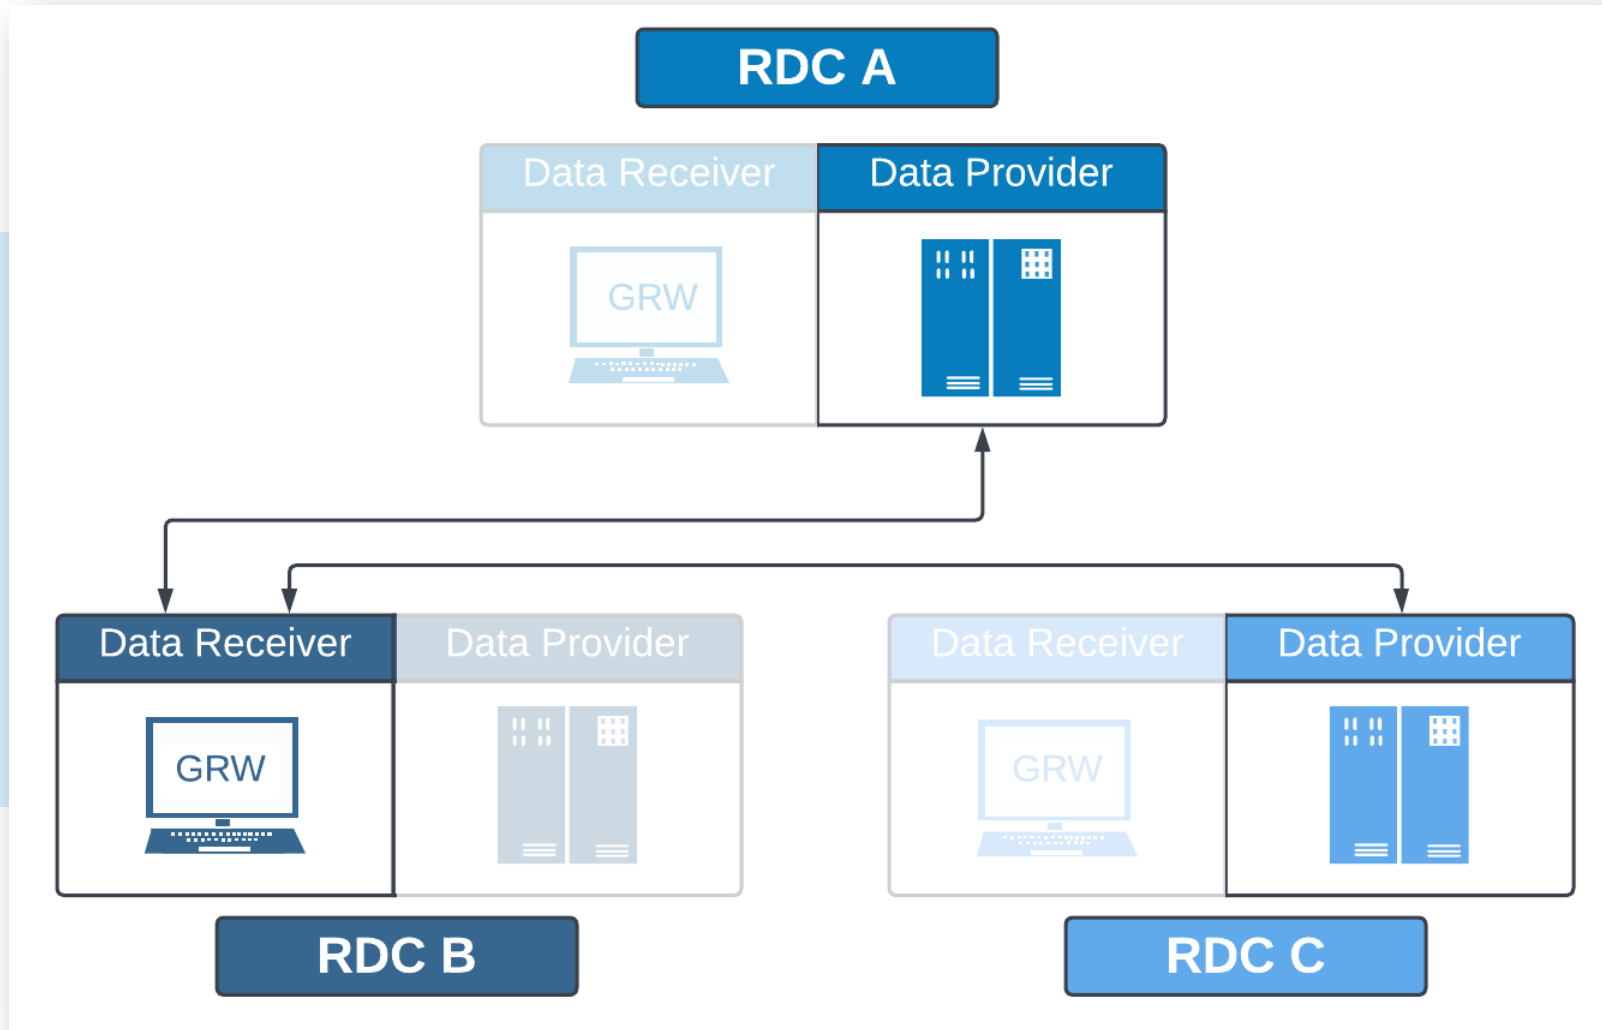 RDC A
Data Receiver
Data Provider
GRW
Data Receiver
Data Provider
Data Receiver
Data Provider
GRW
GRW
RDC B
RDC C